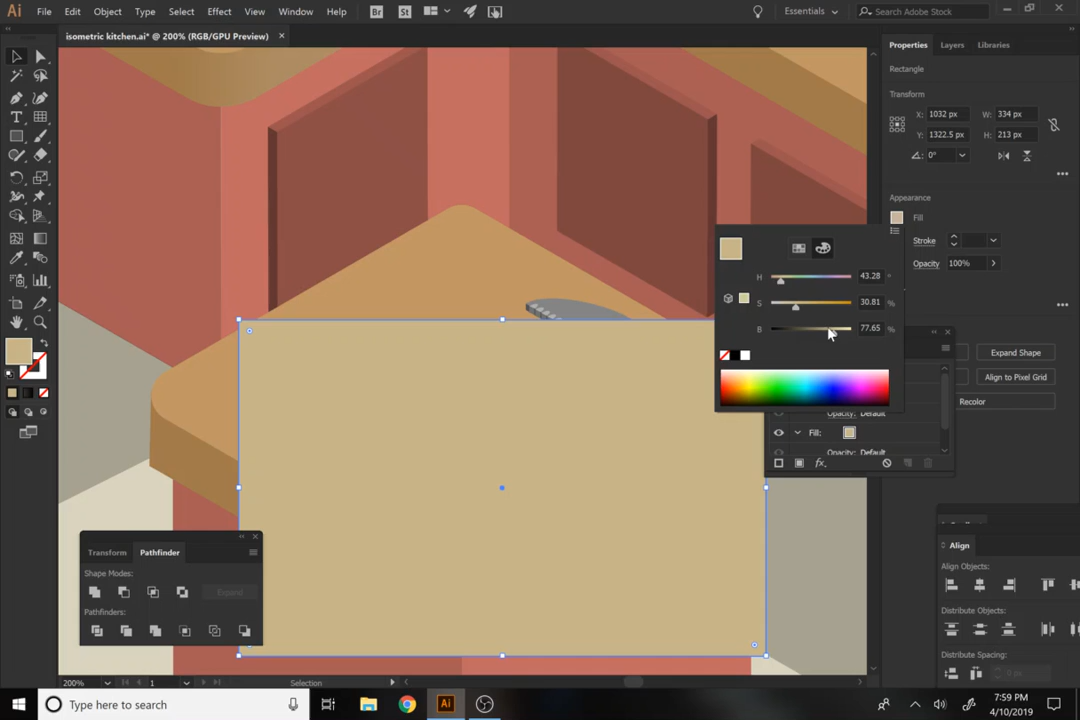 Ai File Edit Object Type Select Effect View Window Help Br St Essentials Search Adobe Stock
isometric kitchen.ai* @ 200% (RGB/GPU Preview)
Properties Layers Libraries
Rectangle
Transform
X: 1032 px W: 334 px
Y: 1322.5 px H: 213 px
0°
Appearance
Fill
Stroke
Opacity 100%
H 43.28 °
S 30.81 %
B 77.65 %
Expand Shape
Align to Pixel Grid
Recolor
Opacity: Default
Fill:
Opacity: Default
Transform Pathfinder
Shape Modes:
Expand
Pathfinders:
Align
Align Objects:
Distribute Objects:
Distribute Spacing:
0 px
200% 1 Selection
Type here to search
Ai
7:59 PM
4/10/2019